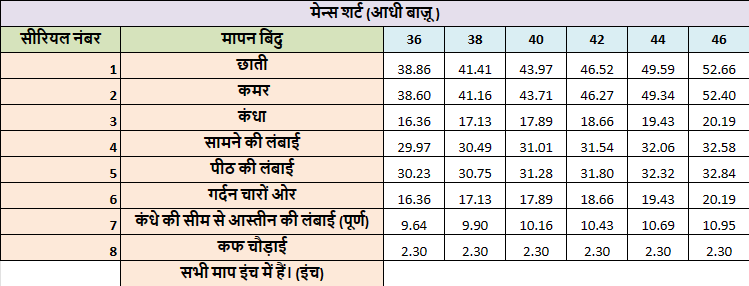 मेन्स शर्ट (आधी बाज़ू )
सीरियल नंबर मापन बिंदु 36 38 40 42 44 46
1 छाती 38.86 41.41 43.97 46.52 49.59 52.66
2 कमर 38.60 41.16 43.71 46.27 49.34 52.40
3 कंधा 16.36 17.13 17.89 18.66 19.43 20.19
4 सामने की लंबाई 29.97 30.49 31.01 31.54 32.06 32.58
5 पीठ की लंबाई 30.23 30.75 31.28 31.80 32.32 32.84
6 गर्दन चारों ओर 16.36 17.13 17.89 18.66 19.43 20.19
7 कंधे की सीम से आस्तीन की लंबाई (पूर्ण) 9.64 9.90 10.16 10.43 10.69 10.95
8 कफ चौड़ाई 2.30 2.30 2.30 2.30 2.30 2.30
सभी माप इंच में हैं। (इंच)